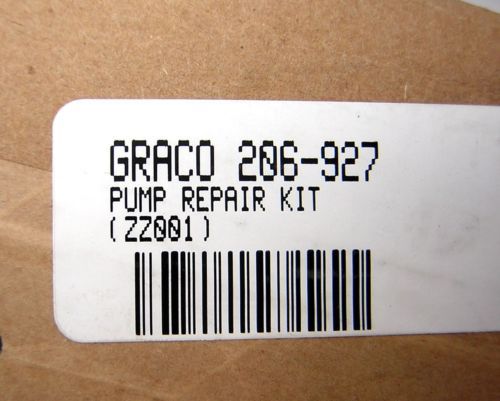 GRACO 206-927
PUMP REPAIR KIT
(ZZ001)